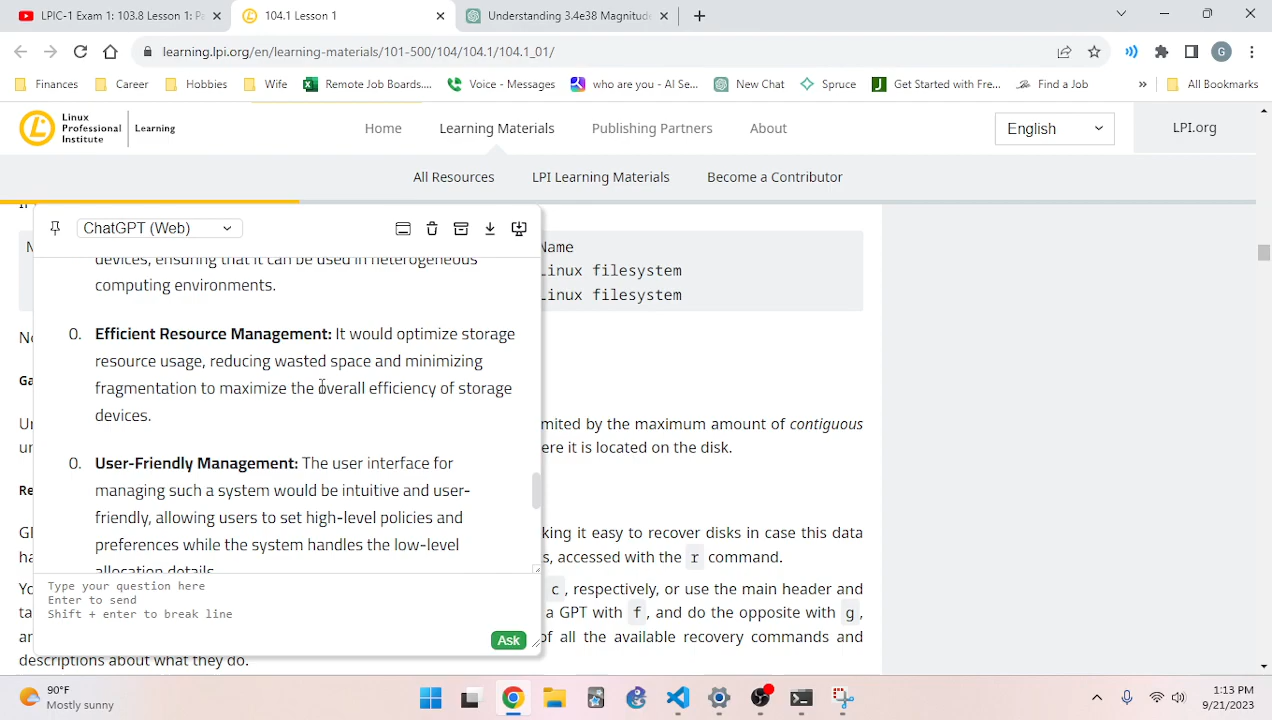 LPIC-1 Exam 1: 103.8 Lesson 1: Pa
104.1 Lesson 1
Understanding 3.4e38 Magnitude
learning.lpi.org/en/learning-materials/101-500/104/104.1/104.1_01/
G
Finances
Career
Hobbies
Wife
Remote Job Boards....
Voice - Messages
who are you - AI Se...
New Chat
Spruce
Get Started with Fre...
Find a Job
»
All Bookmarks
Linux
Professional
Institute
Learning
Home
Learning Materials
Publishing Partners
About
English
LPI.org
All Resources
LPI Learning Materials
Become a Contributor
ChatGPT (Web)
devices, ensuring that it can be used in heterogeneous
computing environments.
0. Efficient Resource Management: It would optimize storage
resource usage, reducing wasted space and minimizing
fragmentation to maximize the overall efficiency of storage
devices.
0. User-Friendly Management: The user interface for
managing such a system would be intuitive and user-
friendly, allowing users to set high-level policies and
preferences while the system handles the low-level
allocation details.
Type your question here
Enter to send
Shift + enter to break line
Ask
Name
Linux filesystem
Linux filesystem
mited by the maximum amount of contiguous
ere it is located on the disk.
king it easy to recover disks in case this data
s, accessed with the r command.
c, respectively, or use the main header and
a GPT with f, and do the opposite with g,
of all the available recovery commands and
descriptions about what they do.
90°F
Mostly sunny
1:13 PM
9/21/2023